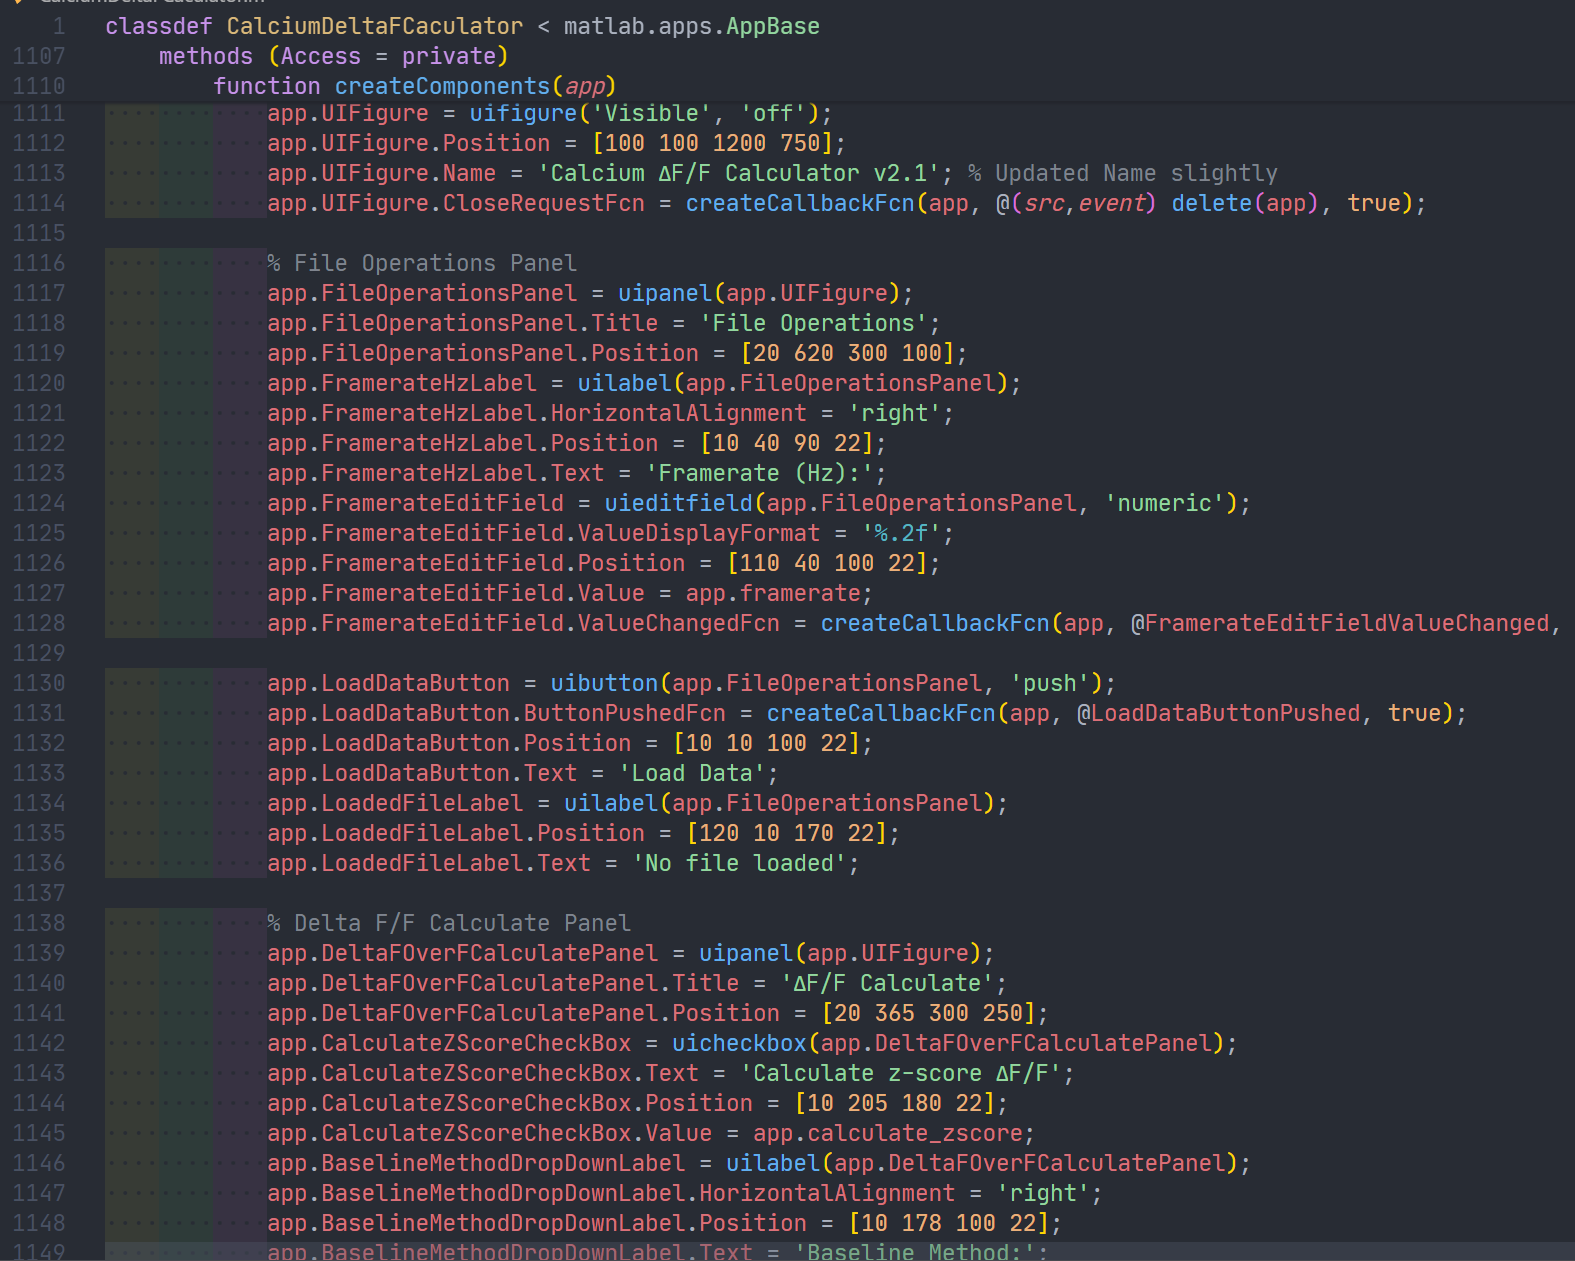 1 classdef CalciumDeltaFCaculator < matlab.apps.AppBase
1107 methods (Access = private)
1110 function createComponents(app)
1111 app.UIFigure = uifigure('Visible', 'off');
1112 app.UIFigure.Position = [100 100 1200 750];
1113 app.UIFigure.Name = 'Calcium ΔF/F Calculator v2.1'; % Updated Name slightly
1114 app.UIFigure.CloseRequestFcn = createCallbackFcn(app, @(src,event) delete(app), true);
1115
1116 % File Operations Panel
1117 app.FileOperationsPanel = uipanel(app.UIFigure);
1118 app.FileOperationsPanel.Title = 'File Operations';
1119 app.FileOperationsPanel.Position = [20 620 300 100];
1120 app.FramerateHzLabel = uilabel(app.FileOperationsPanel);
1121 app.FramerateHzLabel.HorizontalAlignment = 'right';
1122 app.FramerateHzLabel.Position = [10 40 90 22];
1123 app.FramerateHzLabel.Text = 'Framerate (Hz):';
1124 app.FramerateEditField = uieditfield(app.FileOperationsPanel, 'numeric');
1125 app.FramerateEditField.ValueDisplayFormat = '%.2f';
1126 app.FramerateEditField.Position = [110 40 100 22];
1127 app.FramerateEditField.Value = app.framerate;
1128 app.FramerateEditField.ValueChangedFcn = createCallbackFcn(app, @FramerateEditFieldValueChanged,
1129
1130 app.LoadDataButton = uibutton(app.FileOperationsPanel, 'push');
1131 app.LoadDataButton.ButtonPushedFcn = createCallbackFcn(app, @LoadDataButtonPushed, true);
1132 app.LoadDataButton.Position = [10 10 100 22];
1133 app.LoadDataButton.Text = 'Load Data';
1134 app.LoadedFileLabel = uilabel(app.FileOperationsPanel);
1135 app.LoadedFileLabel.Position = [120 10 170 22];
1136 app.LoadedFileLabel.Text = 'No file loaded';
1137
1138 % Delta F/F Calculate Panel
1139 app.DeltaFOverFCalculatePanel = uipanel(app.UIFigure);
1140 app.DeltaFOverFCalculatePanel.Title = 'ΔF/F Calculate';
1141 app.DeltaFOverFCalculatePanel.Position = [20 365 300 250];
1142 app.CalculateZScoreCheckBox = uicheckbox(app.DeltaFOverFCalculatePanel);
1143 app.CalculateZScoreCheckBox.Text = 'Calculate z-score ΔF/F';
1144 app.CalculateZScoreCheckBox.Position = [10 205 180 22];
1145 app.CalculateZScoreCheckBox.Value = app.calculate_zscore;
1146 app.BaselineMethodDropDownLabel = uilabel(app.DeltaFOverFCalculatePanel);
1147 app.BaselineMethodDropDownLabel.HorizontalAlignment = 'right';
1148 app.BaselineMethodDropDownLabel.Position = [10 178 100 22];
1149 app.BaselineMethodDropDownLabel.Text = 'Baseline Method:';